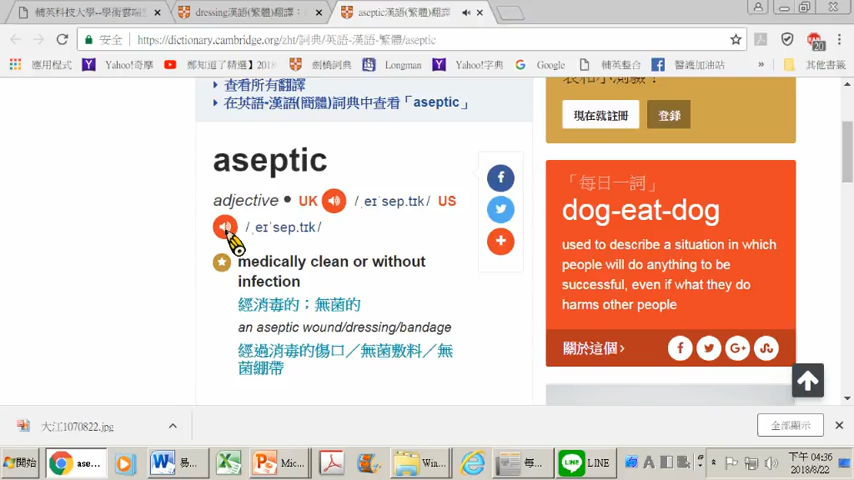 輔英科技大學--學術雲端
dressing漢語(繁體)翻譯:
aseptic漢語(繁體)翻譯
安全 https://dictionary.cambridge.org/zht/詞典/英語-漢語-繁體/aseptic
應用程式 Yahoo!奇摩 鄭知道了精選】2018 劍橋詞典 Longman Yahoo!字典 Google 輔英整合 醫護加油站 » 其他書籤
20
查看所有翻譯
在英語-漢語(簡體)詞典中查看「aseptic」
aseptic
adjective • UK /ˌeɪˈsep.tɪk/ US
/ˌeɪˈsep.tɪk/
medically clean or without
infection
經消毒的;無菌的
an aseptic wound/dressing/bandage
經過消毒的傷口/無菌敷料/無
菌繃帶
現在就註冊 登錄
「每日一詞」
dog-eat-dog
used to describe a situation in which
people will do anything to be
successful, even if what they do
harms other people
關於這個›
大江1070822.jpg
全部顯示
開始 ase... 易... Mic... Win... 每... LINE
下午 04:36
2018/8/22